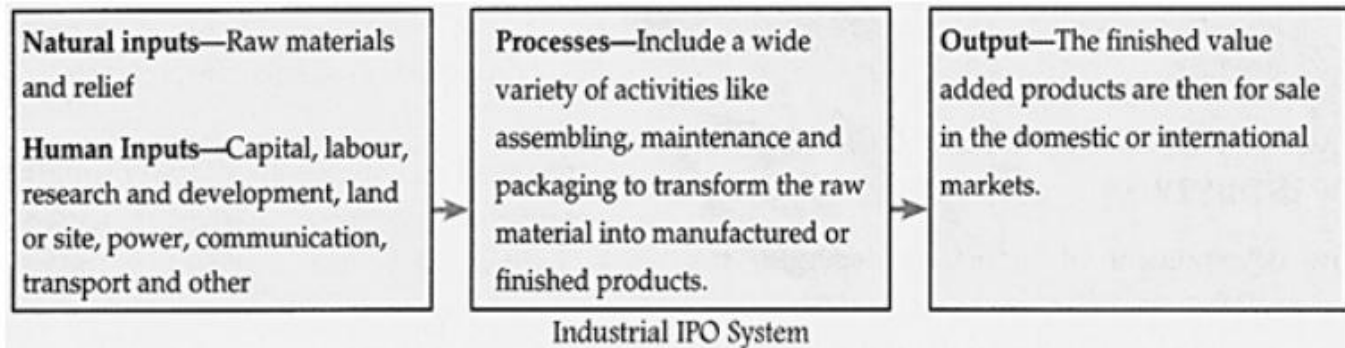 Natural inputs—Raw materials
and relief
Human Inputs—Capital, labour,
research and development, land
or site, power, communication,
transport and other
Processes—Include a wide
variety of activities like
assembling, maintenance and
packaging to transform the raw
material into manufactured or
finished products.
Output—The finished value
added products are then for sale
in the domestic or international
markets.
Industrial IPO System